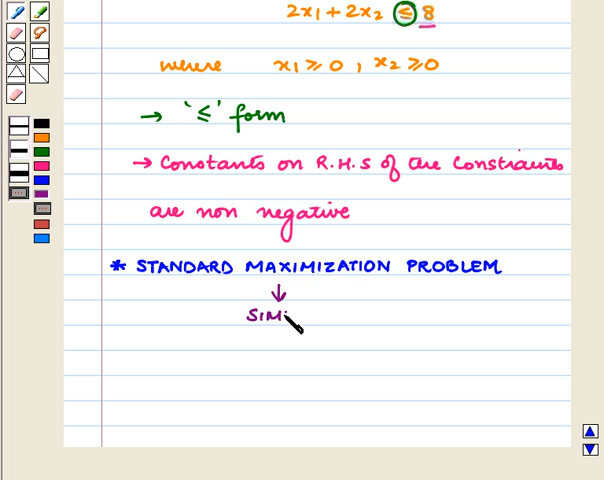 2x₁ + 2x₂ ≤ 8
where x₁ ≥ 0 , x₂ ≥ 0
→ '≤' form
→ Constants on R.H.S of the Constraints
are non negative
* STANDARD MAXIMIZATION PROBLEM
↓
SIM